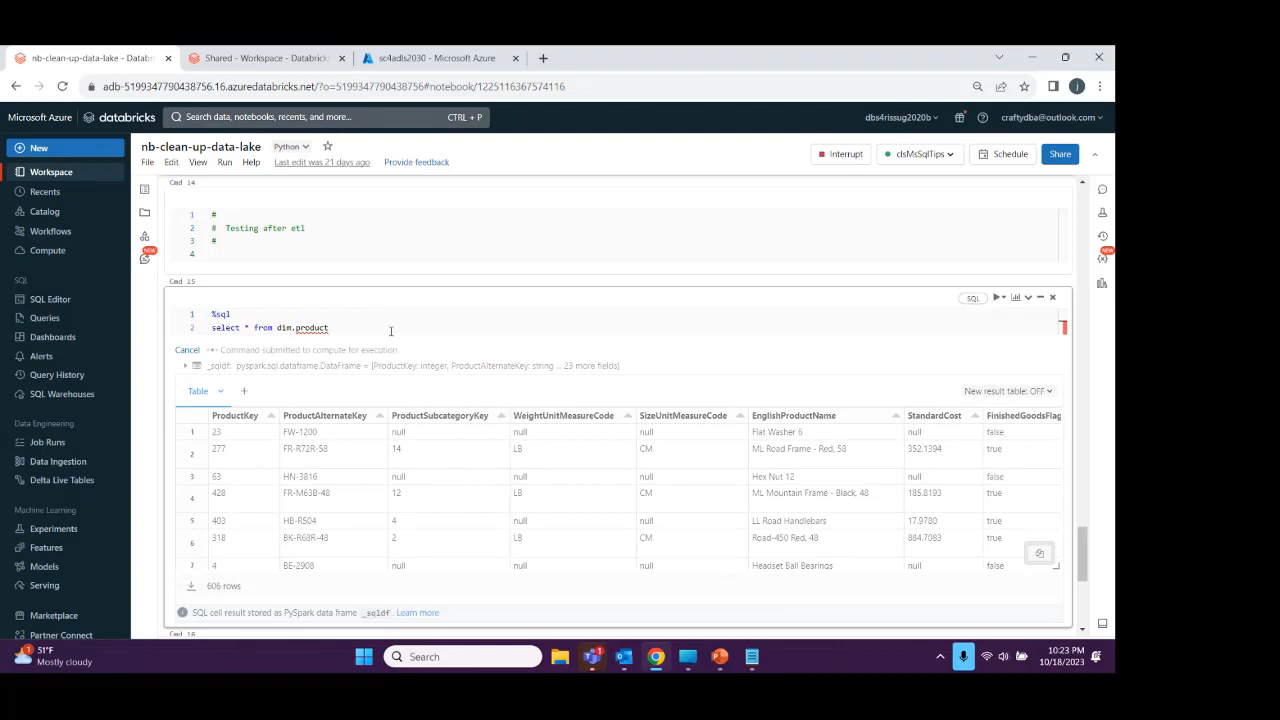 nb-clean-up-data-lake - Databri
Shared - Workspace - Databricks
sc4adls2030 - Microsoft Azure
adb-5199347790438756.16.azuredatabricks.net/?o=5199347790438756#notebook/1225116367574116
Microsoft Azure
databricks
Search data, notebooks, recents, and more...
CTRL + P
dbs4rissug2020b
craftydba@outlook.com
New
Workspace
Recents
Catalog
Workflows
Compute
SQL
SQL Editor
Queries
Dashboards
Alerts
Query History
SQL Warehouses
Data Engineering
Job Runs
Data Ingestion
Delta Live Tables
Machine Learning
Experiments
Features
Models
Serving
Marketplace
Partner Connect
nb-clean-up-data-lake
Python
File Edit View Run Help Last edit was 21 days ago Provide feedback
Interrupt
clsMsSqlTips
Schedule
Share
NEW
NEW
Cmd 14
1 #
2 # Testing after etl
3 #
4
Cmd 15
SQL
1 %sql
2 select * from dim.product
Cancel Command submitted to compute for execution
_sqldf: pyspark.sql.dataframe.DataFrame = [ProductKey: integer, ProductAlternateKey: string ... 23 more fields]
Table +
New result table: OFF
ProductKey ProductAlternateKey ProductSubcategoryKey WeightUnitMeasureCode SizeUnitMeasureCode EnglishProductName StandardCost FinishedGoodsFlag
1 23 FW-1200 null null null Flat Washer 6 null false
2 277 FR-R72R-58 14 LB CM ML Road Frame - Red, 58 352.1394 true
3 63 HN-3816 null null null Hex Nut 12 null false
4 428 FR-M63B-48 12 LB CM ML Mountain Frame - Black, 48 185.8193 true
5 403 HB-R504 4 null null LL Road Handlebars 17.9780 true
6 318 BK-R68R-48 2 LB CM Road-450 Red, 48 884.7083 true
7 4 BE-2908 null null null Headset Ball Bearings null false
606 rows
SQL cell result stored as PySpark data frame _sqldf. Learn more
Cmd 16
1
51°F
Mostly cloudy
Search
1
10:23 PM
10/18/2023